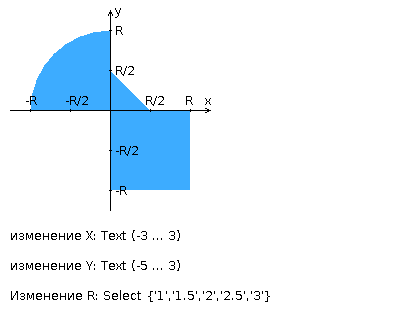 y
R
R/2
-R -R/2 R/2 R x
-R/2
-R
изменение X: Text (-3 ... 3)
изменение Y: Text (-5 ... 3)
Изменение R: Select {'1','1.5','2','2.5','3'}